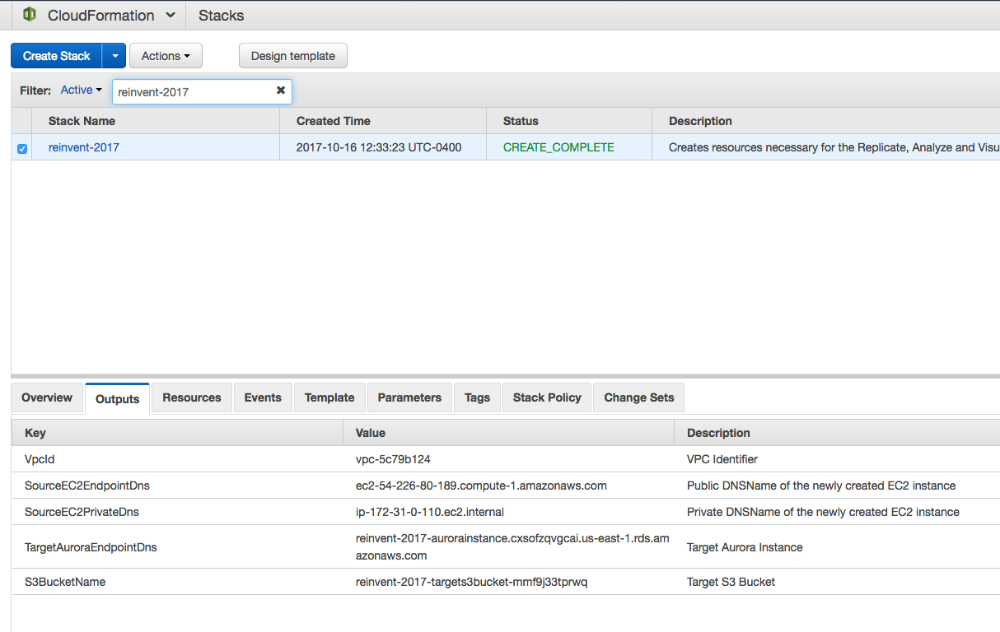 CloudFormation Stacks
Create Stack Actions Design template
Filter: Active reinvent-2017
Stack Name Created Time Status Description
reinvent-2017 2017-10-16 12:33:23 UTC-0400 CREATE_COMPLETE Creates resources necessary for the Replicate, Analyze and Visu
Overview Outputs Resources Events Template Parameters Tags Stack Policy Change Sets
Key Value Description
VpcId vpc-5c79b124 VPC Identifier
SourceEC2EndpointDns ec2-54-226-80-189.compute-1.amazonaws.com Public DNSName of the newly created EC2 instance
SourceEC2PrivateDns ip-172-31-0-110.ec2.internal Private DNSName of the newly created EC2 instance
TargetAuroraEndpointDns reinvent-2017-aurorainstance.cxsofzqvgcai.us-east-1.rds.am
azonaws.com Target Aurora Instance
S3BucketName reinvent-2017-targets3bucket-mmf9j33tprwq Target S3 Bucket